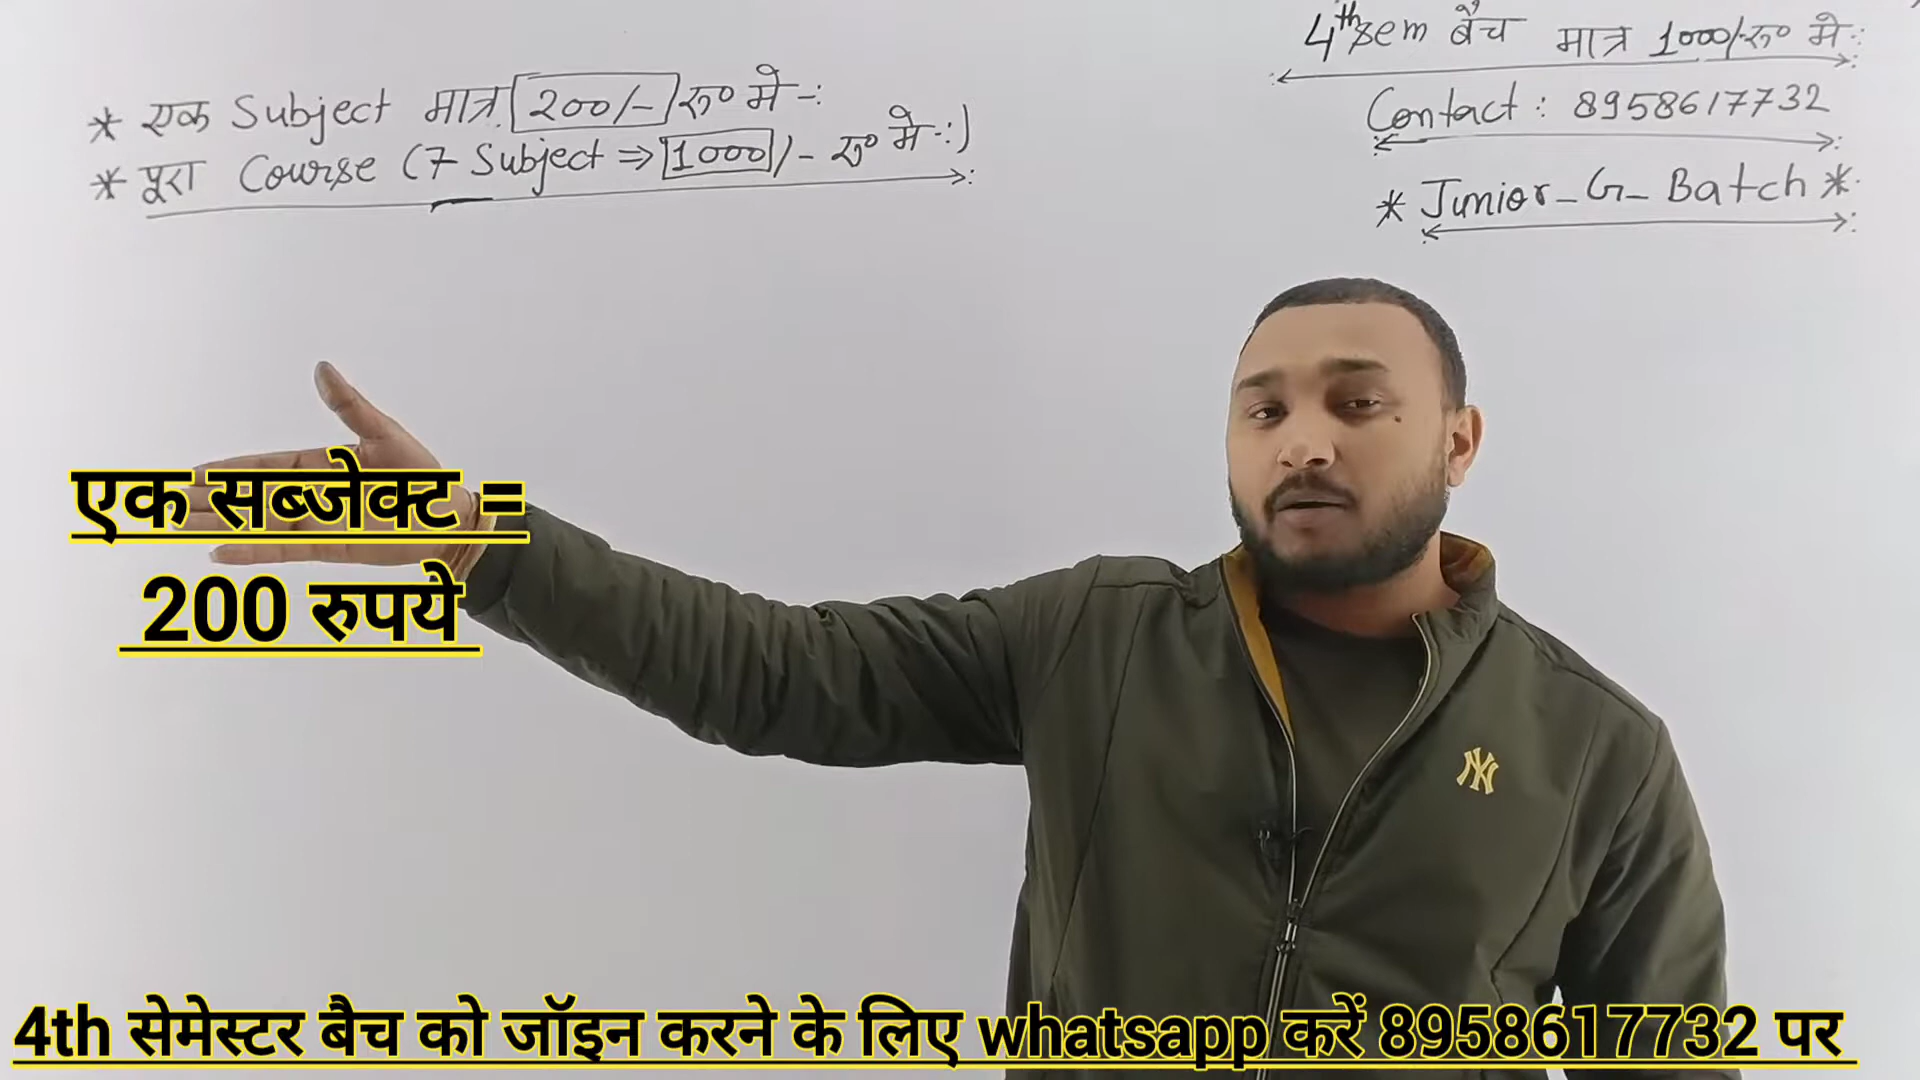 4th sem बैच मात्र 1000/-रु० मे -:
Contact : 8958617732
* Junior_G_Batch *
* एक Subject मात्र 200/- रु० मे -:
* पूरा Course (7 Subject ⇒ 1000/- रु० मे -:)
एक सब्जेक्ट =
200 रुपये
NY
4th सेमेस्टर बैच को जॉइन करने के लिए whatsapp करें 8958617732 पर